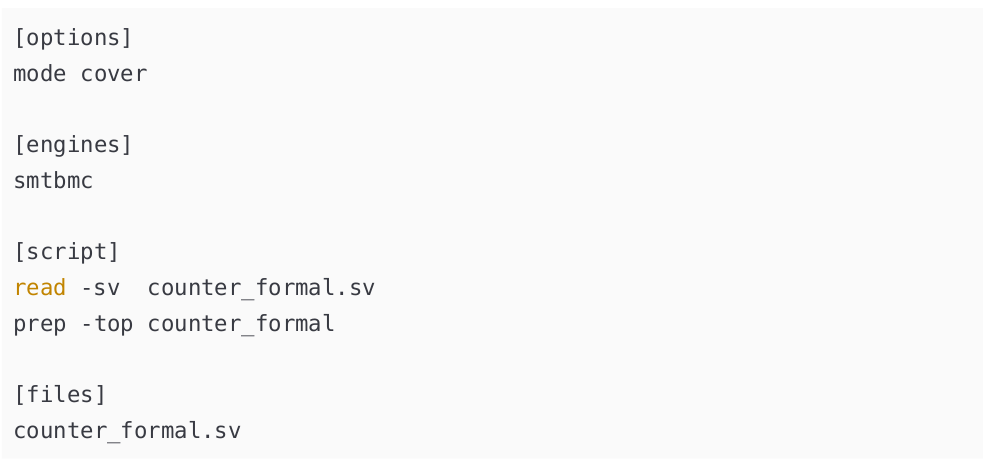 [options]
mode cover
[engines]
smtbmc
[script]
read -sv  counter_formal.sv
prep -top counter_formal
[files]
counter_formal.sv